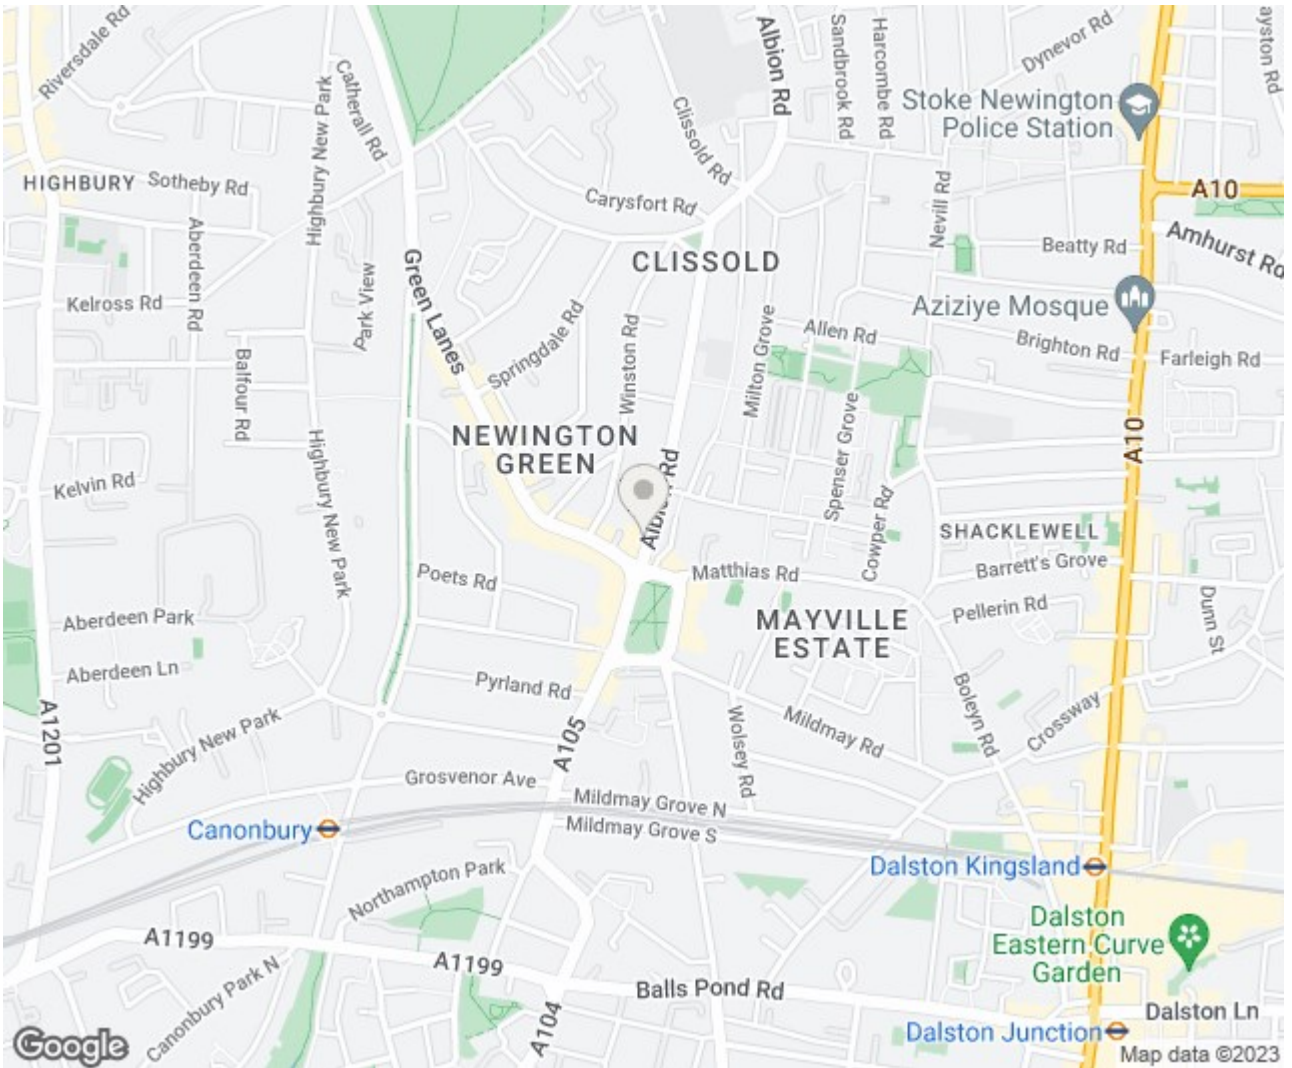 Riversdale Rd
Catherall Rd
Highbury New Park
Albion Rd
Sandbrook Rd
Harcombe Rd
Dynevor Rd
ayston Rd
Stoke Newington
Police Station
Clissold Rd
HIGHBURY
Sotheby Rd
Carysfort Rd
A10
Nevill Rd
Aberdeen Rd
Beatty Rd
Amhurst Rd
Green Lanes
CLISSOLD
Park View
Kelross Rd
Aziziye Mosque
Springdale Rd
Winston Rd
Milton Grove
Allen Rd
Brighton Rd
Farleigh Rd
Balfour Rd
Spenser Grove
A10
NEWINGTON
GREEN
Highbury New Park
Kelvin Rd
Albion Rd
Cowper Rd
SHACKLEWELL
Barrett's Grove
Poets Rd
Matthias Rd
Pellerin Rd
Dunn St
Aberdeen Park
MAYVILLE
ESTATE
Aberdeen Ln
Pyrland Rd
Boleyn Rd
Crossway
A1201
Highbury New Park
A105
Wolsey Rd
Mildmay Rd
Grosvenor Ave
Mildmay Grove N
Mildmay Grove S
Canonbury
Dalston Kingsland
Northampton Park
Dalston
Eastern Curve
Garden
A1199
A1199
Canonbury Park N
Balls Pond Rd
A104
Dalston Ln
Dalston Junction
Google
Map data ©2023